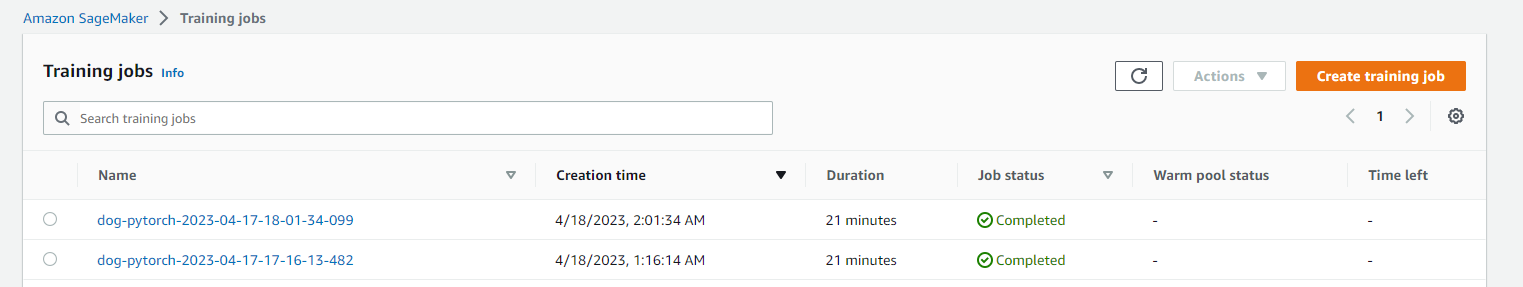 Amazon SageMaker > Training jobs
Training jobs Info
Actions
Create training job
Search training jobs
1
Name Creation time Duration Job status Warm pool status Time left
dog-pytorch-2023-04-17-18-01-34-099 4/18/2023, 2:01:34 AM 21 minutes Completed - -
dog-pytorch-2023-04-17-17-16-13-482 4/18/2023, 1:16:14 AM 21 minutes Completed - -